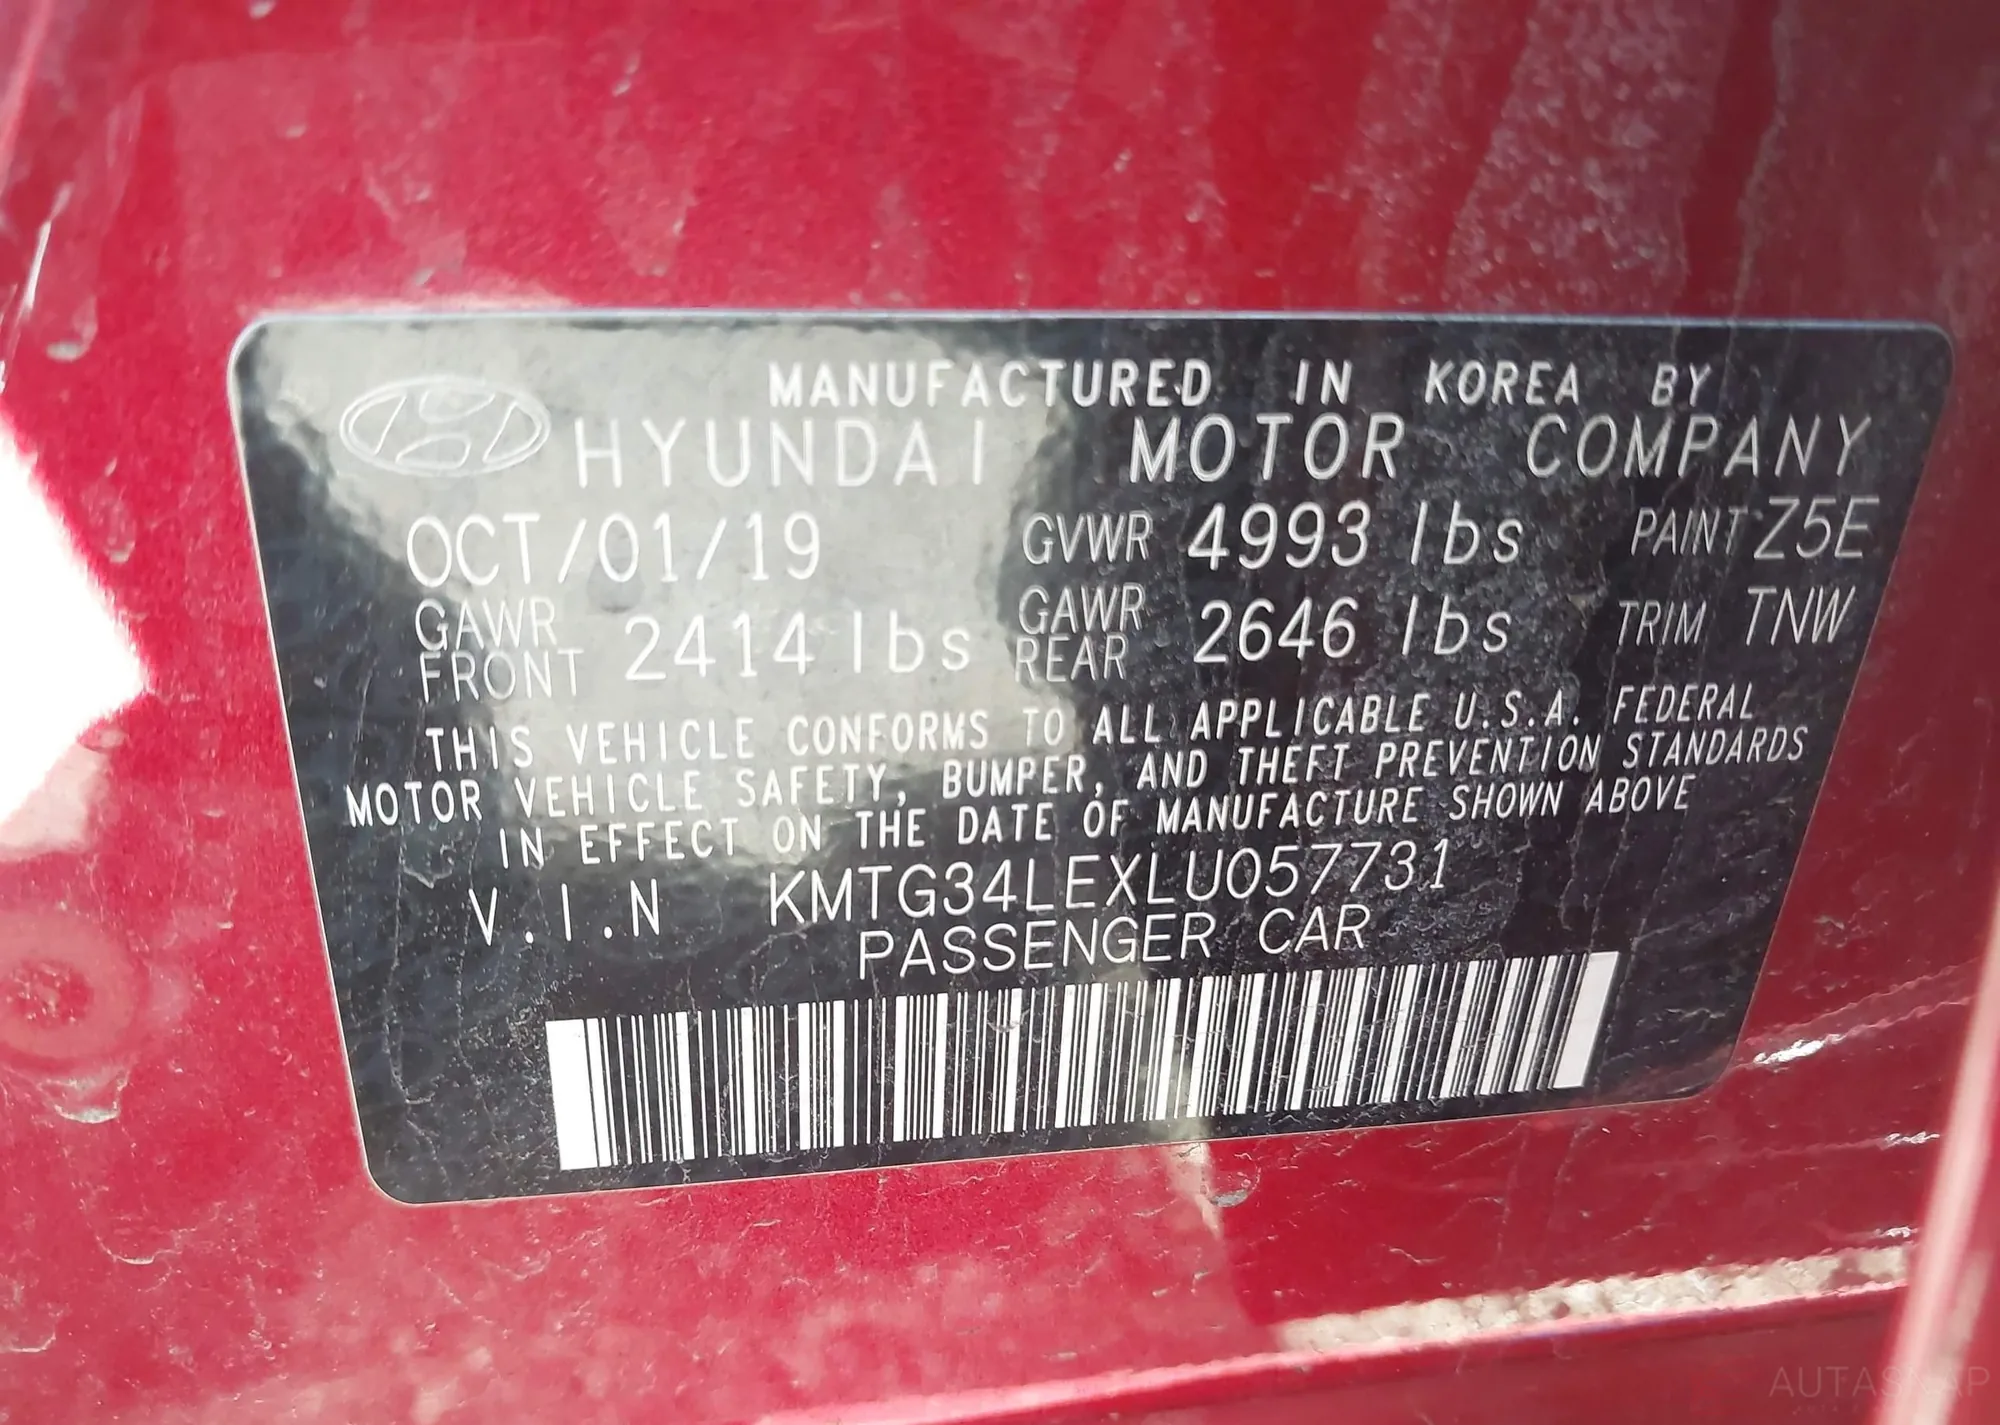 MANUFACTURED IN KOREA BY
HYUNDAI MOTOR COMPANY
OCT/01/19 GVWR 4993 lbs PAINT Z5E
GAWR FRONT 2414 lbs GAWR REAR 2646 lbs TRIM TNW
THIS VEHICLE CONFORMS TO ALL APPLICABLE U.S.A. FEDERAL
MOTOR VEHICLE SAFETY, BUMPER, AND THEFT PREVENTION STANDARDS
IN EFFECT ON THE DATE OF MANUFACTURE SHOWN ABOVE
V.I.N KMTG34LEXLU057731
PASSENGER CAR
AUTASNAP